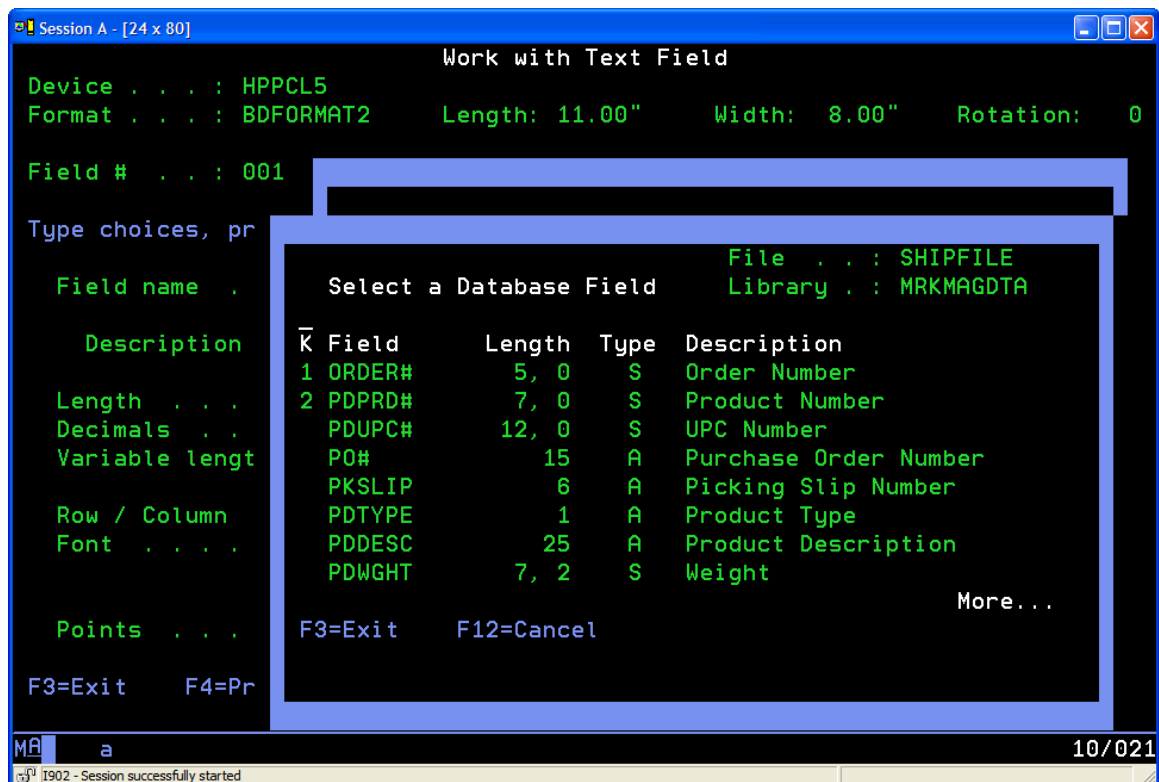 Session A - [24 x 80]
Work with Text Field
Device . . . : HPPCL5
Format . . . : BDFORMAT2 Length: 11.00" Width: 8.00" Rotation: 0
Field # . . : 001
Type choices, pr
File . . : SHIPFILE
Field name . Select a Database Field Library . : MRKMAGDTA
Description K Field Length Type Description
1 ORDER# 5, 0 S Order Number
Length . . . 2 PDPRD# 7, 0 S Product Number
Decimals . . PDUPC# 12, 0 S UPC Number
Variable lengt PO# 15 A Purchase Order Number
PKSLIP 6 A Picking Slip Number
Row / Column PDTYPE 1 A Product Type
Font . . . . PDDESC 25 A Product Description
PDWGHT 7, 2 S Weight
More...
Points . . . F3=Exit F12=Cancel
F3=Exit F4=Pr
MA a 10/021
I902 - Session successfully started